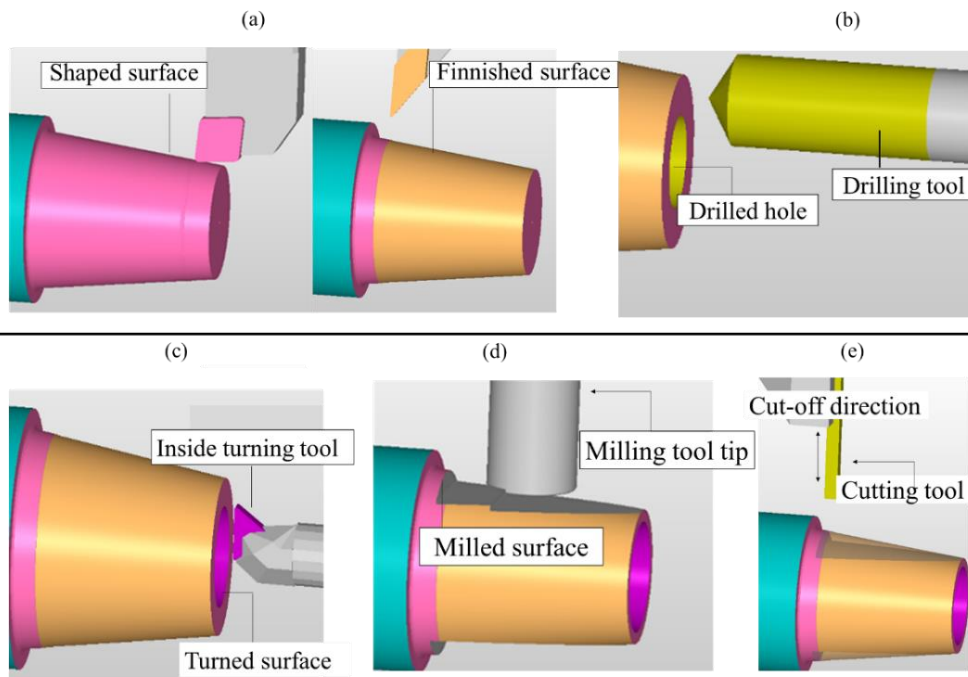 (a)
(b)
Shaped surface
Finnished surface
Drilling tool
Drilled hole
(c)
(d)
(e)
Inside turning tool
Turned surface
Milling tool tip
Milled surface
Cut-off direction
Cutting tool